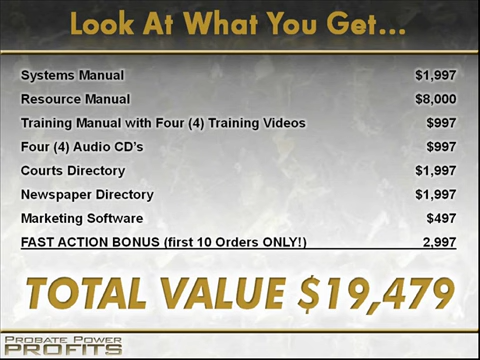 Look At What You Get...
Systems Manual $1,997
Resource Manual $8,000
Training Manual with Four (4) Training Videos $997
Four (4) Audio CD's $997
Courts Directory $1,997
Newspaper Directory $1,997
Marketing Software $497
FAST ACTION BONUS (first 10 Orders ONLY!) 2,997
TOTAL VALUE $19,479
PROBATE POWER
PROFITS